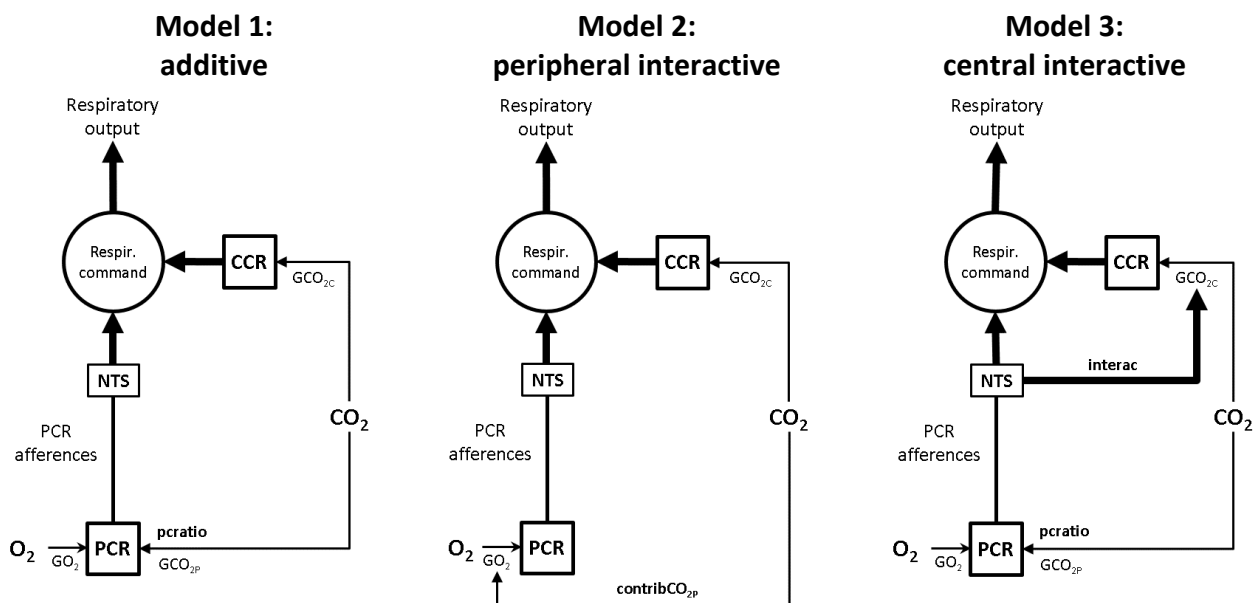 Model 1:
additive
Respiratory
output
Respir.
command
CCR
GCO₂C
NTS
CO₂
PCR
afferences
pcratio
O₂
GO₂
PCR
GCO₂P
Model 2:
peripheral interactive
Respiratory
output
Respir.
command
CCR
GCO₂C
NTS
CO₂
PCR
afferences
O₂
GO₂
PCR
contribCO₂p
Model 3:
central interactive
Respiratory
output
Respir.
command
CCR
GCO₂C
interac
NTS
CO₂
PCR
afferences
pcratio
O₂
GO₂
PCR
GCO₂P